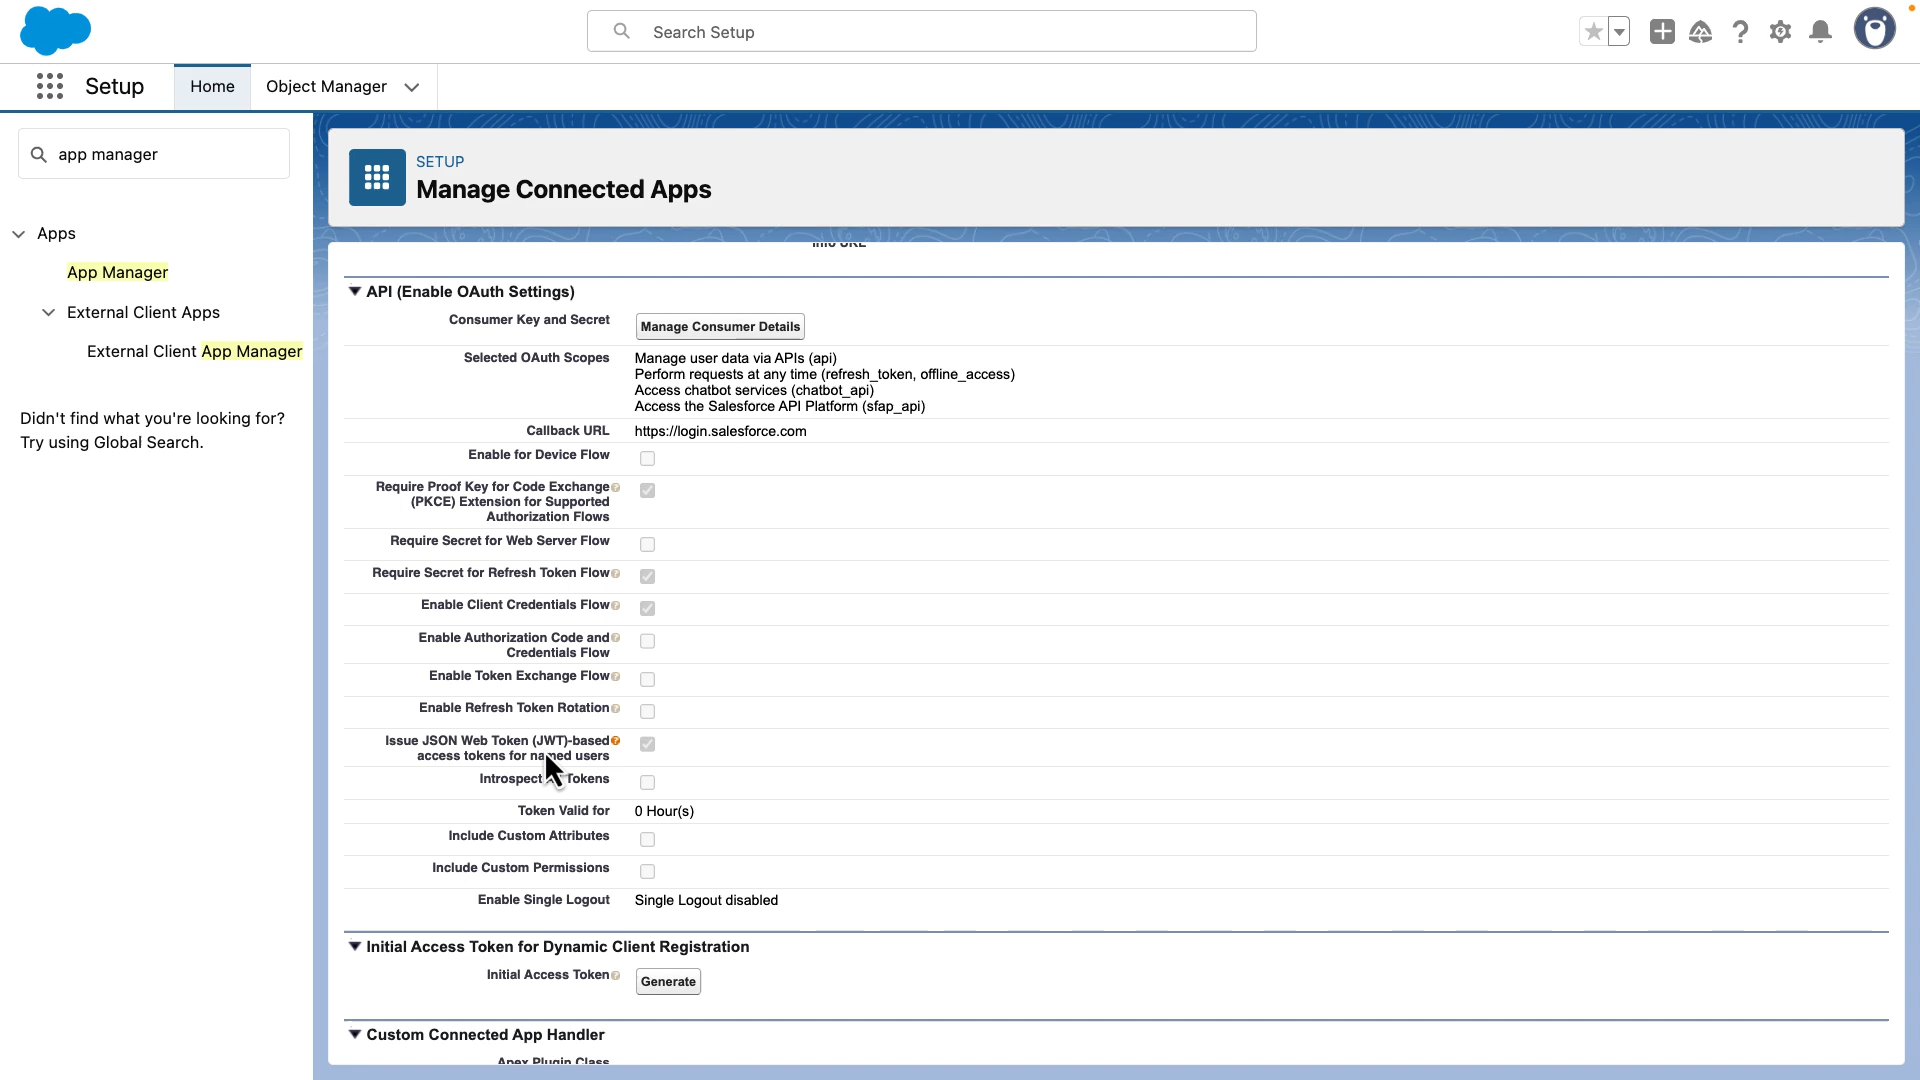 Search Setup
Setup
Home
Object Manager
app manager
Apps
App Manager
External Client Apps
External Client App Manager
Didn't find what you're looking for?
Try using Global Search.
SETUP
Manage Connected Apps
Info URL
API (Enable OAuth Settings)
Consumer Key and Secret
Manage Consumer Details
Selected OAuth Scopes
Manage user data via APIs (api)
Perform requests at any time (refresh_token, offline_access)
Access chatbot services (chatbot_api)
Access the Salesforce API Platform (sfap_api)
Callback URL
https://login.salesforce.com
Enable for Device Flow
Require Proof Key for Code Exchange
(PKCE) Extension for Supported
Authorization Flows
Require Secret for Web Server Flow
Require Secret for Refresh Token Flow
Enable Client Credentials Flow
Enable Authorization Code and
Credentials Flow
Enable Token Exchange Flow
Enable Refresh Token Rotation
Issue JSON Web Token (JWT)-based
access tokens for named users
Introspect Tokens
Token Valid for
0 Hour(s)
Include Custom Attributes
Include Custom Permissions
Enable Single Logout
Single Logout disabled
Initial Access Token for Dynamic Client Registration
Initial Access Token
Generate
Custom Connected App Handler
Apex Plugin Class